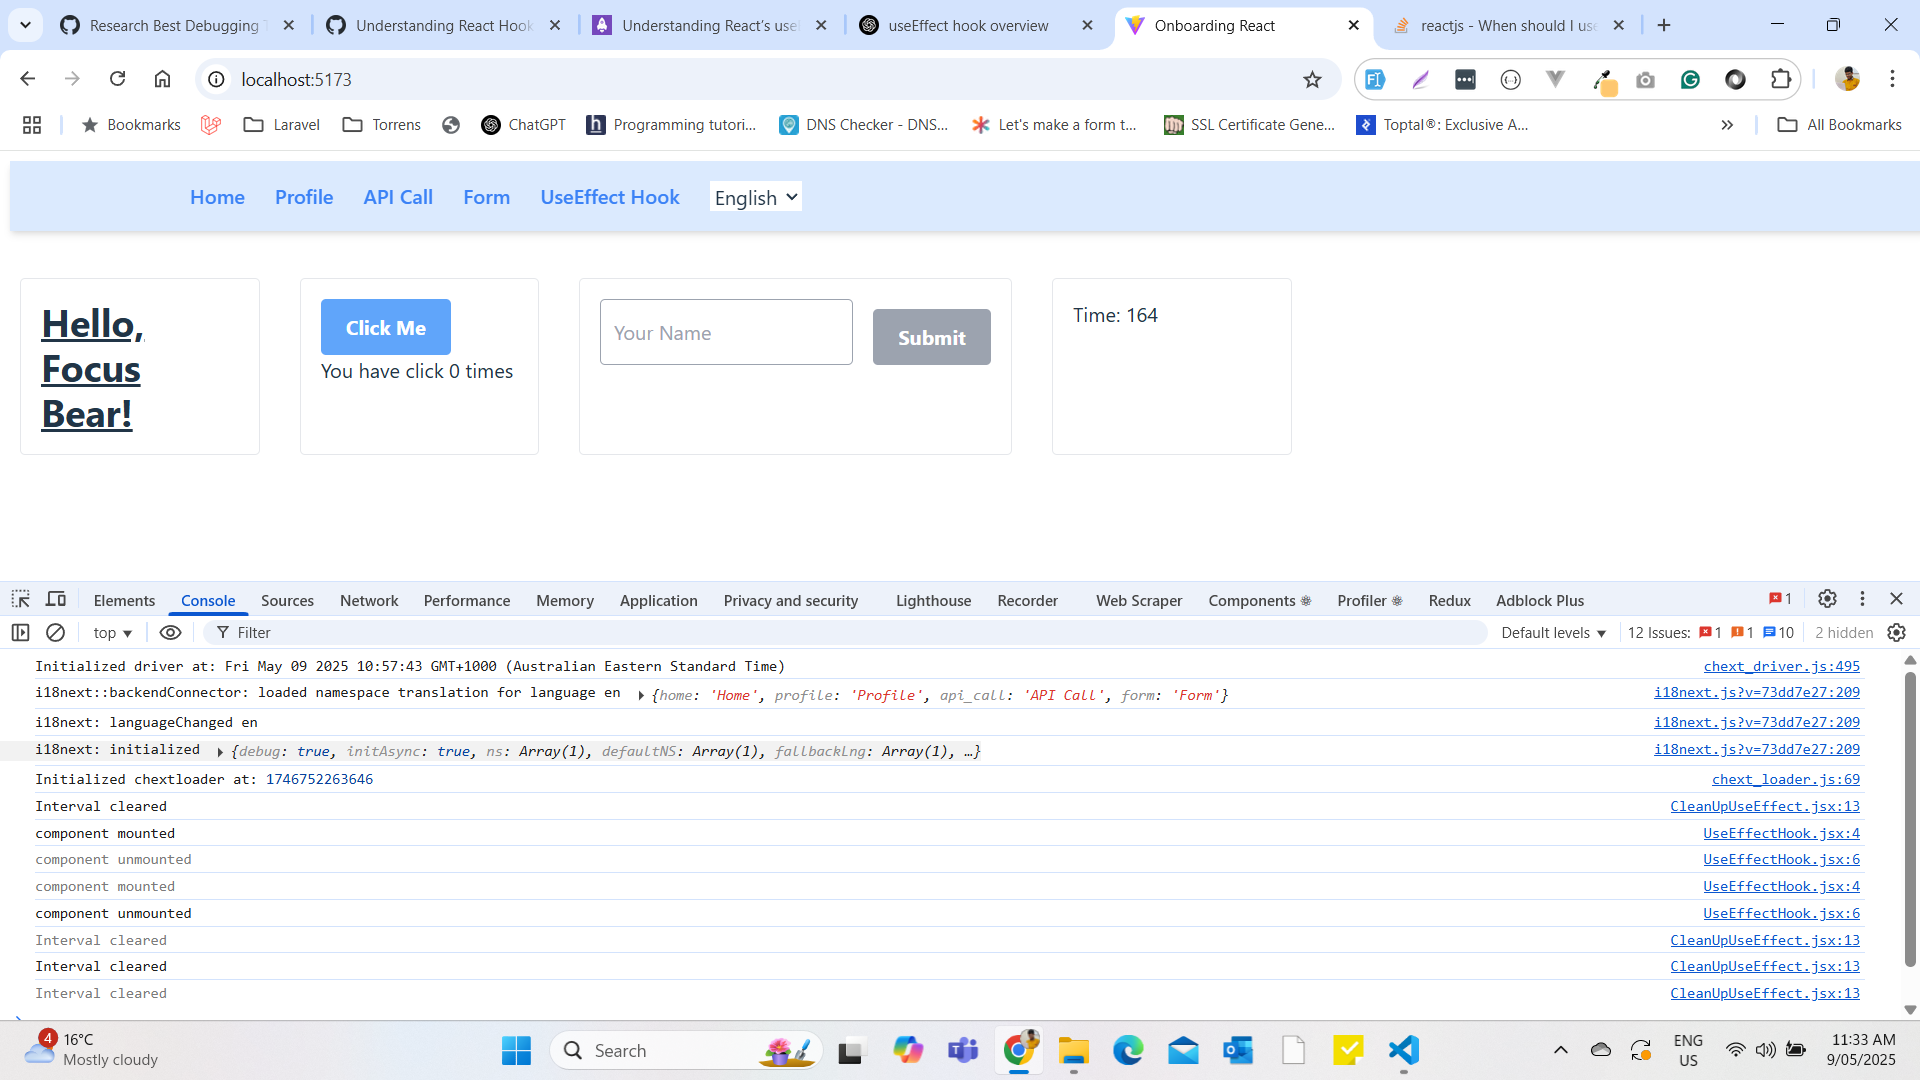 Research Best Debugging T
Understanding React Hook
Understanding React's usel
useEffect hook overview
Onboarding React
reactjs - When should I use
localhost:5173
Bookmarks
Laravel
Torrens
ChatGPT
Programming tutori...
DNS Checker - DNS...
Let's make a form t...
SSL Certificate Gene...
Toptal®: Exclusive A...
All Bookmarks
Home
Profile
API Call
Form
UseEffect Hook
English
Hello,
Focus
Bear!
Click Me
You have click 0 times
Your Name
Submit
Time: 164
Elements
Console
Sources
Network
Performance
Memory
Application
Privacy and security
Lighthouse
Recorder
Web Scraper
Components
Profiler
Redux
Adblock Plus
1
top
Filter
Default levels
12 Issues: 1 1 10
2 hidden
Initialized driver at: Fri May 09 2025 10:57:43 GMT+1000 (Australian Eastern Standard Time) chext_driver.js:495
i18next::backendConnector: loaded namespace translation for language en {home: 'Home', profile: 'Profile', api_call: 'API Call', form: 'Form'} i18next.js?v=73dd7e27:209
i18next: languageChanged en i18next.js?v=73dd7e27:209
i18next: initialized {debug: true, initAsync: true, ns: Array(1), defaultNS: Array(1), fallbackLng: Array(1), …} i18next.js?v=73dd7e27:209
Initialized chextloader at: 1746752263646 chext_loader.js:69
Interval cleared CleanUpUseEffect.jsx:13
component mounted UseEffectHook.jsx:4
component unmounted UseEffectHook.jsx:6
component mounted UseEffectHook.jsx:4
component unmounted UseEffectHook.jsx:6
Interval cleared CleanUpUseEffect.jsx:13
Interval cleared CleanUpUseEffect.jsx:13
Interval cleared CleanUpUseEffect.jsx:13
4
16°C
Mostly cloudy
Search
ENG
US
11:33 AM
9/05/2025